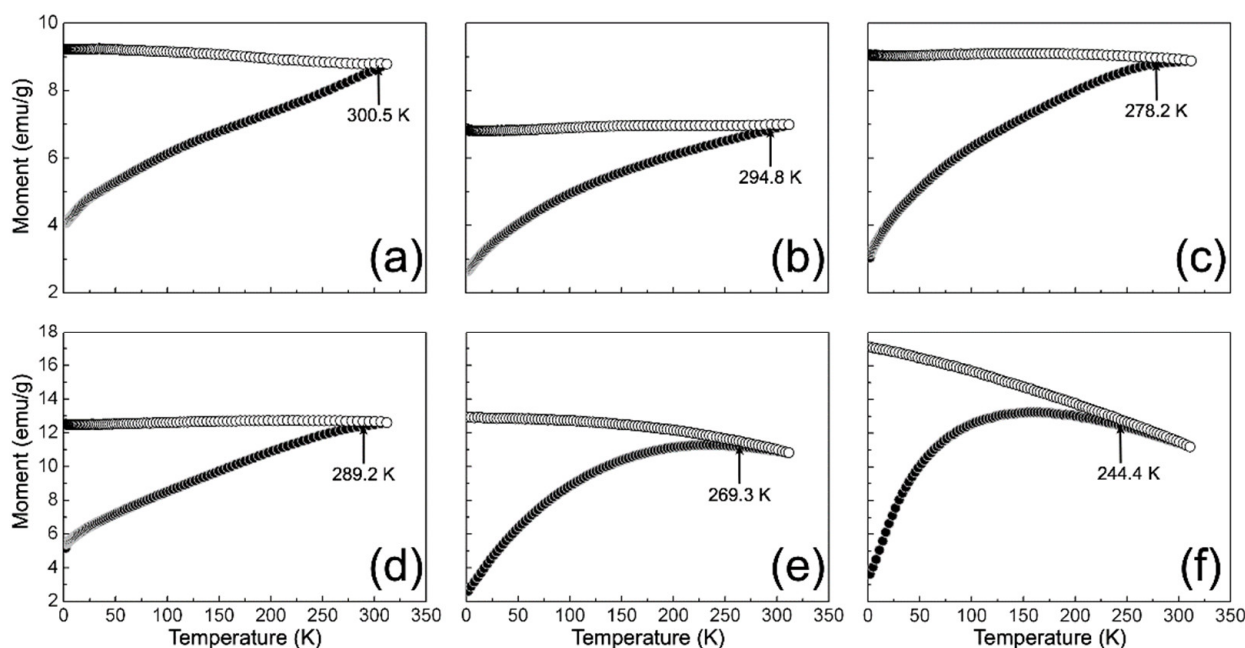 10
8
6
4
2
Moment (emu/g)
300.5 K
(a)
294.8 K
(b)
278.2 K
(c)
18
16
14
12
10
8
6
4
2
Moment (emu/g)
289.2 K
(d)
269.3 K
(e)
244.4 K
(f)
0 50 100 150 200 250 300 350
0 50 100 150 200 250 300 350
0 50 100 150 200 250 300 350
Temperature (K)
Temperature (K)
Temperature (K)